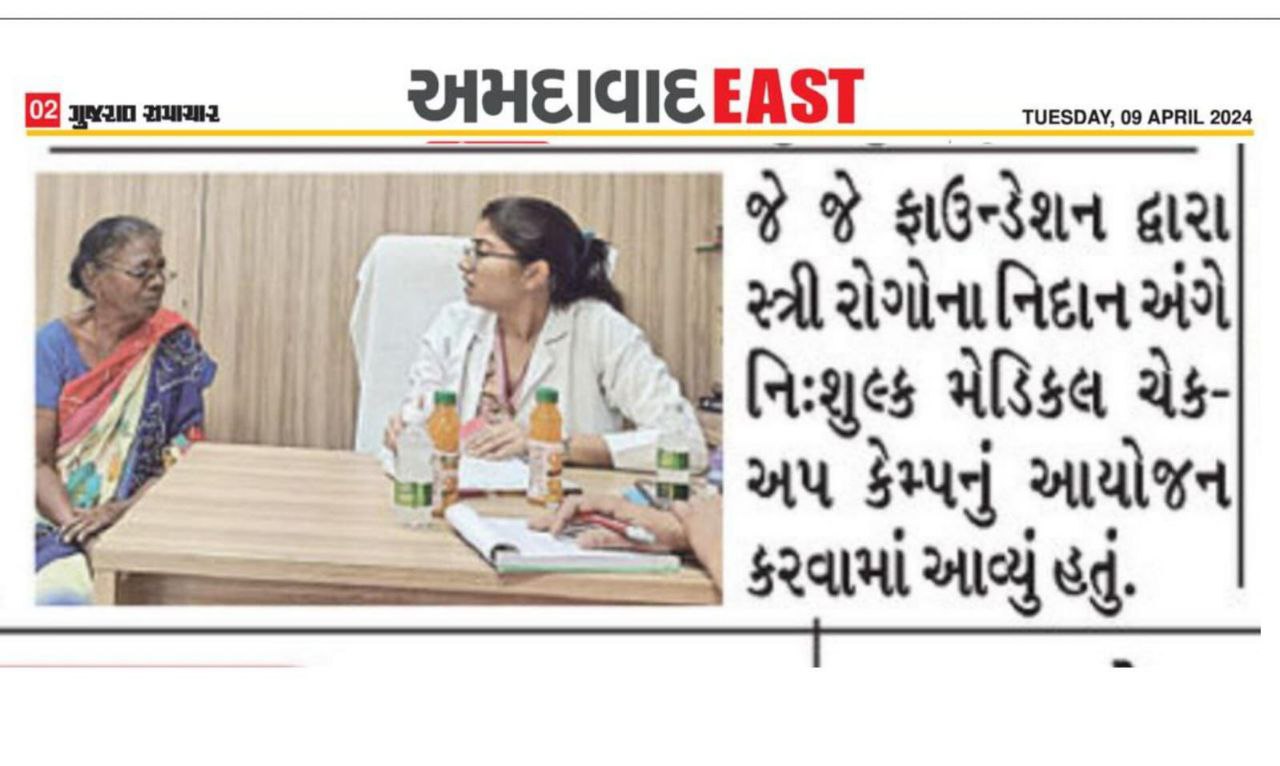 અમદાવાદ EAST
02 ગુજરાત સમાચાર
TUESDAY, 09 APRIL 2024
જે જે ફાઉન્ડેશન દ્વારા
સ્ત્રી રોગોના નિદાન અંગે
નિઃશુલ્ક મેડિકલ ચેક-
અપ કેમ્પનું આયોજન
કરવામાં આવ્યું હતું.